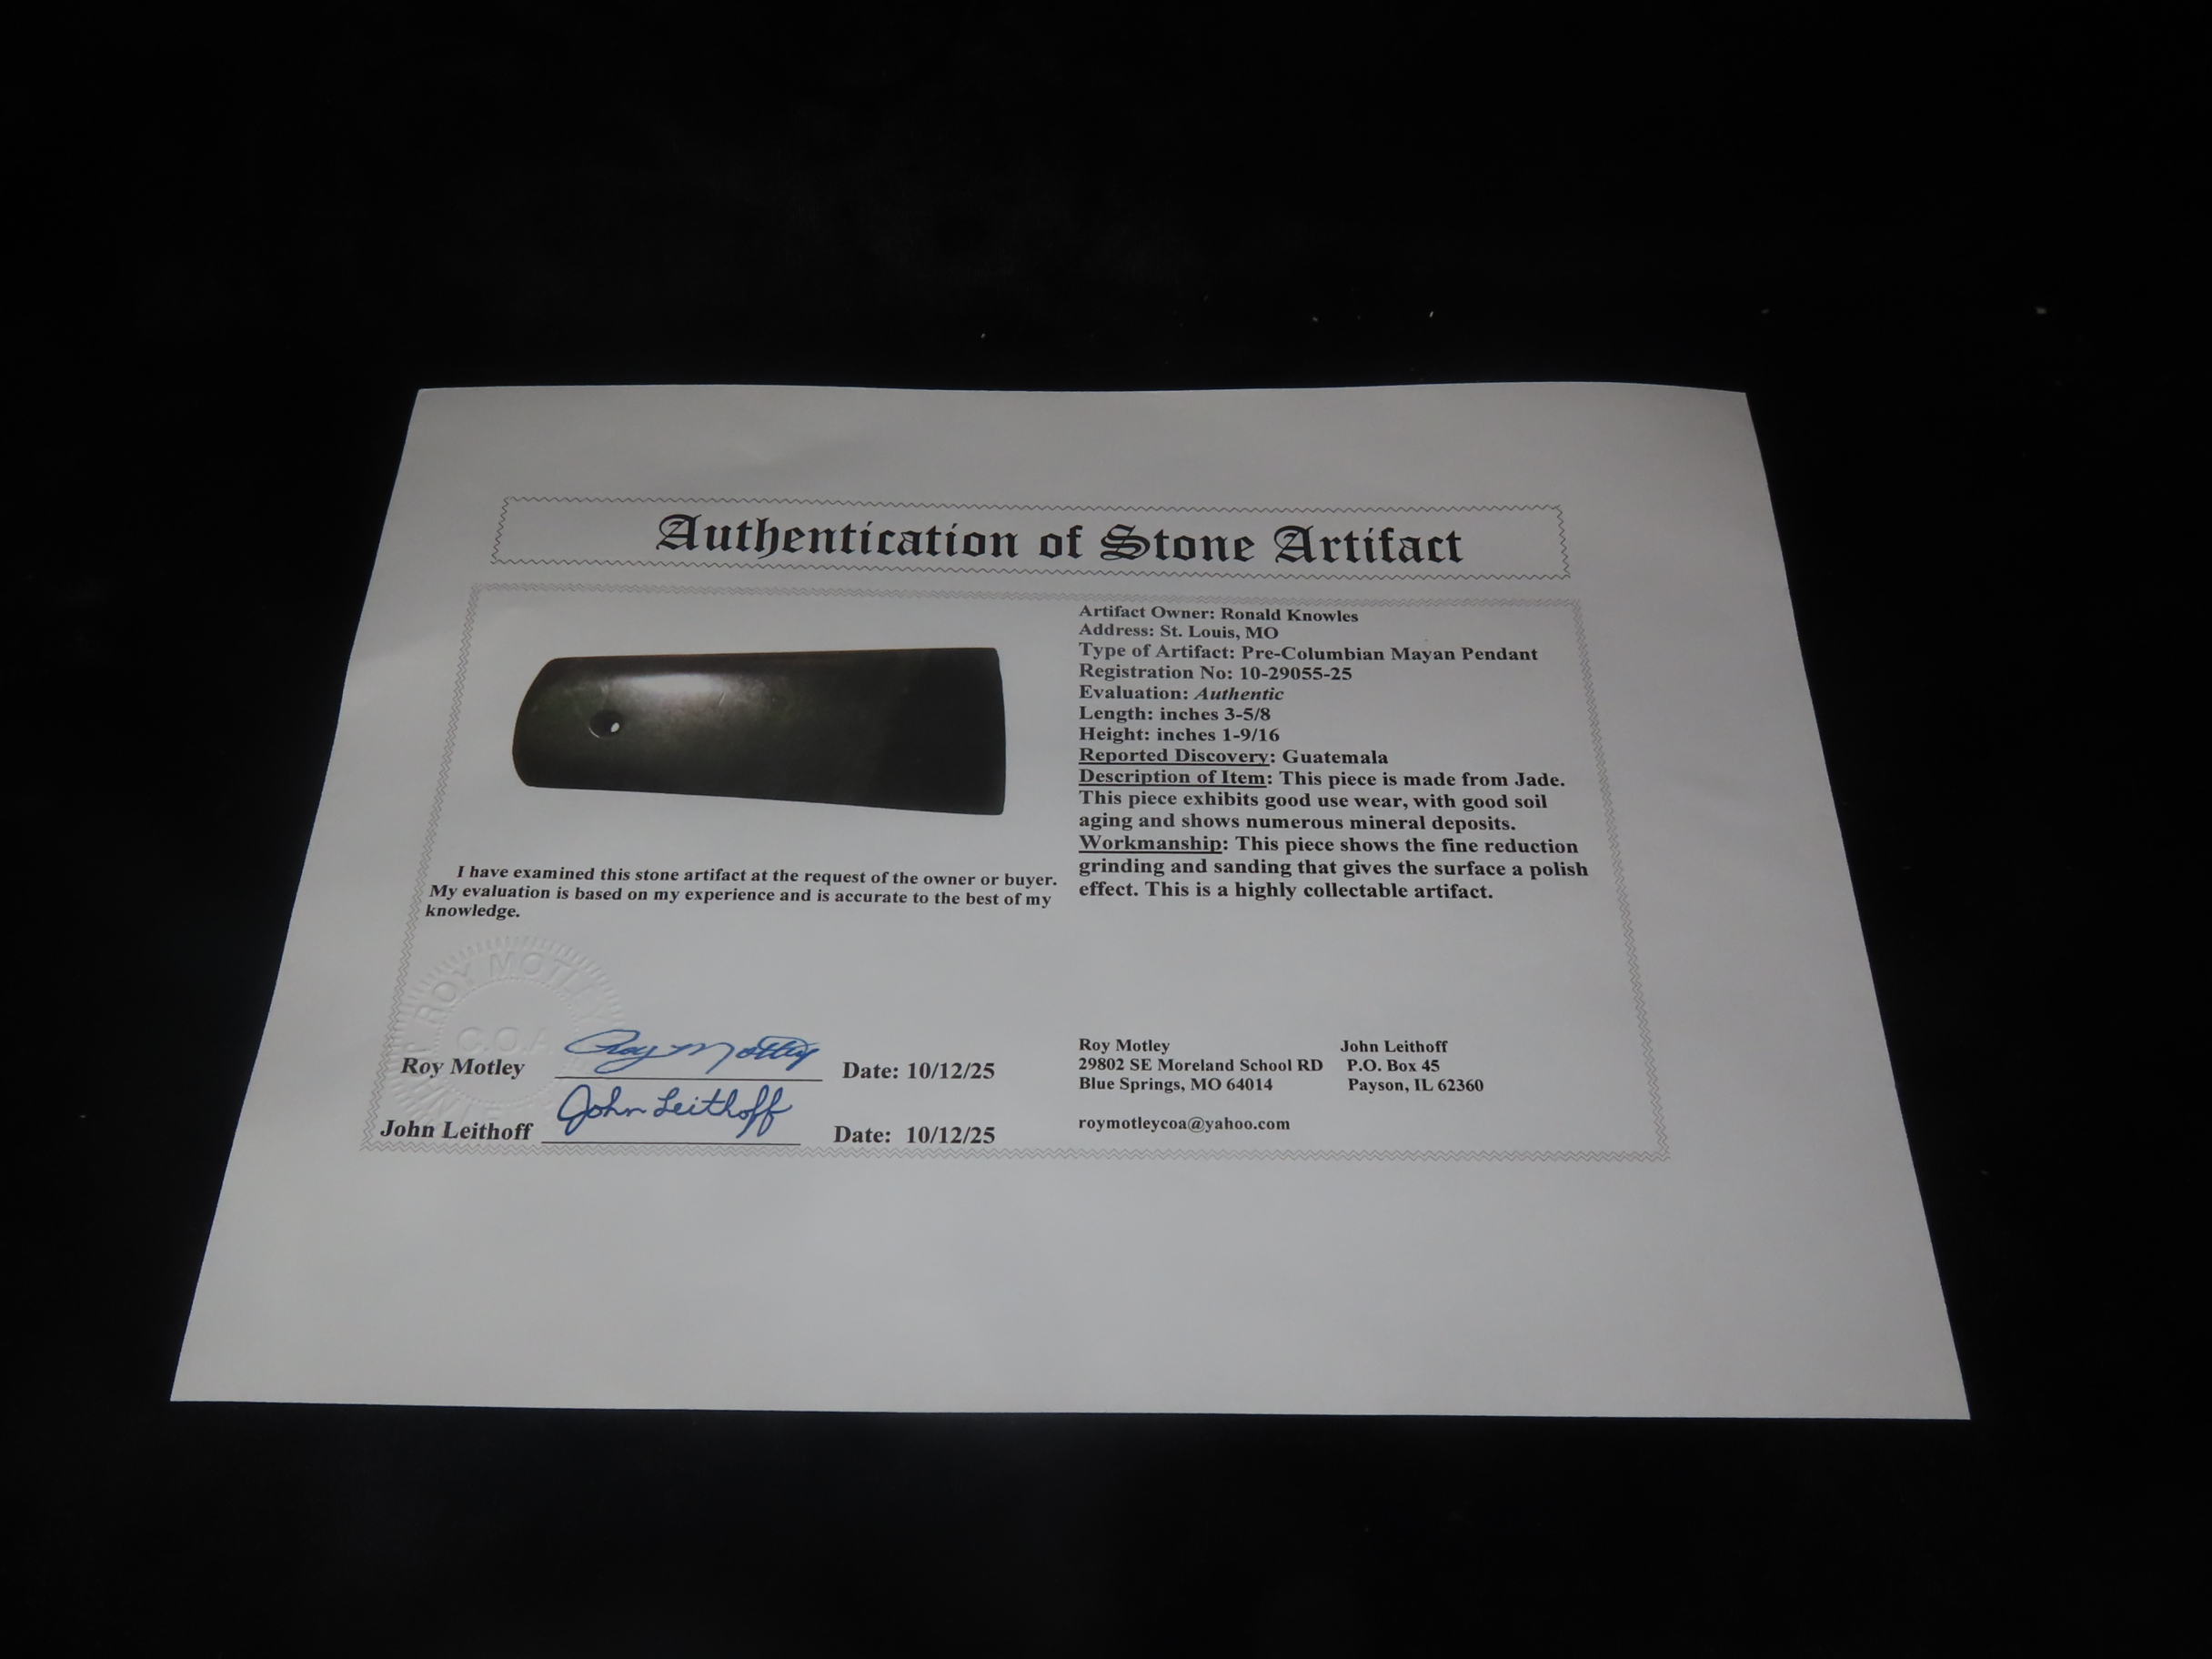 Authentication of Stone Artifact
Artifact Owner: Ronald Knowles
Address: St. Louis, MO
Type of Artifact: Pre-Columbian Mayan Pendant
Registration No: 10-29055-25
Evaluation: Authentic
Length: inches 3-5/8
Height: inches 1-9/16
Reported Discovery: Guatemala
Description of Item: This piece is made from Jade.
This piece exhibits good use wear, with good soil
aging and shows numerous mineral deposits.
Workmanship: This piece shows the fine reduction
grinding and sanding that gives the surface a polish
effect. This is a highly collectable artifact.
I have examined this stone artifact at the request of the owner or buyer.
My evaluation is based on my experience and is accurate to the best of my
knowledge.
ROY MOTLEY
C.O.A
Roy Motley Roy Motley Date: 10/12/25
John Leithoff John Leithoff Date: 10/12/25
Roy Motley
29802 SE Moreland School RD
Blue Springs, MO 64014
roymotleycoa@yahoo.com
John Leithoff
P.O. Box 45
Payson, IL 62360